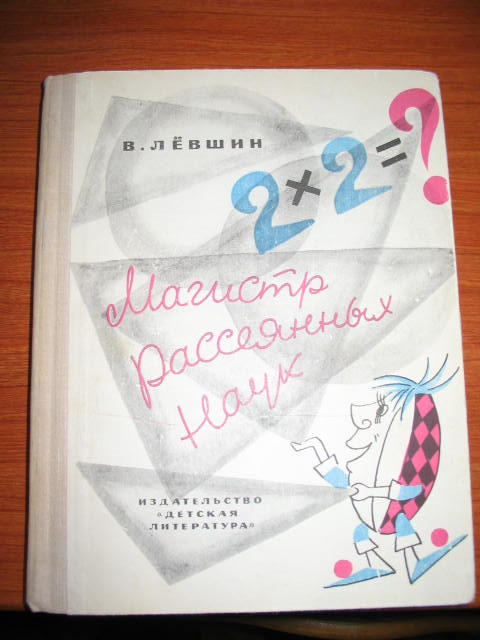 В. ЛЁВШИН
2+2=?
Магистр
Рассеянных
Наук
ИЗДАТЕЛЬСТВО
«ДЕТСКАЯ
ЛИТЕРАТУРА»